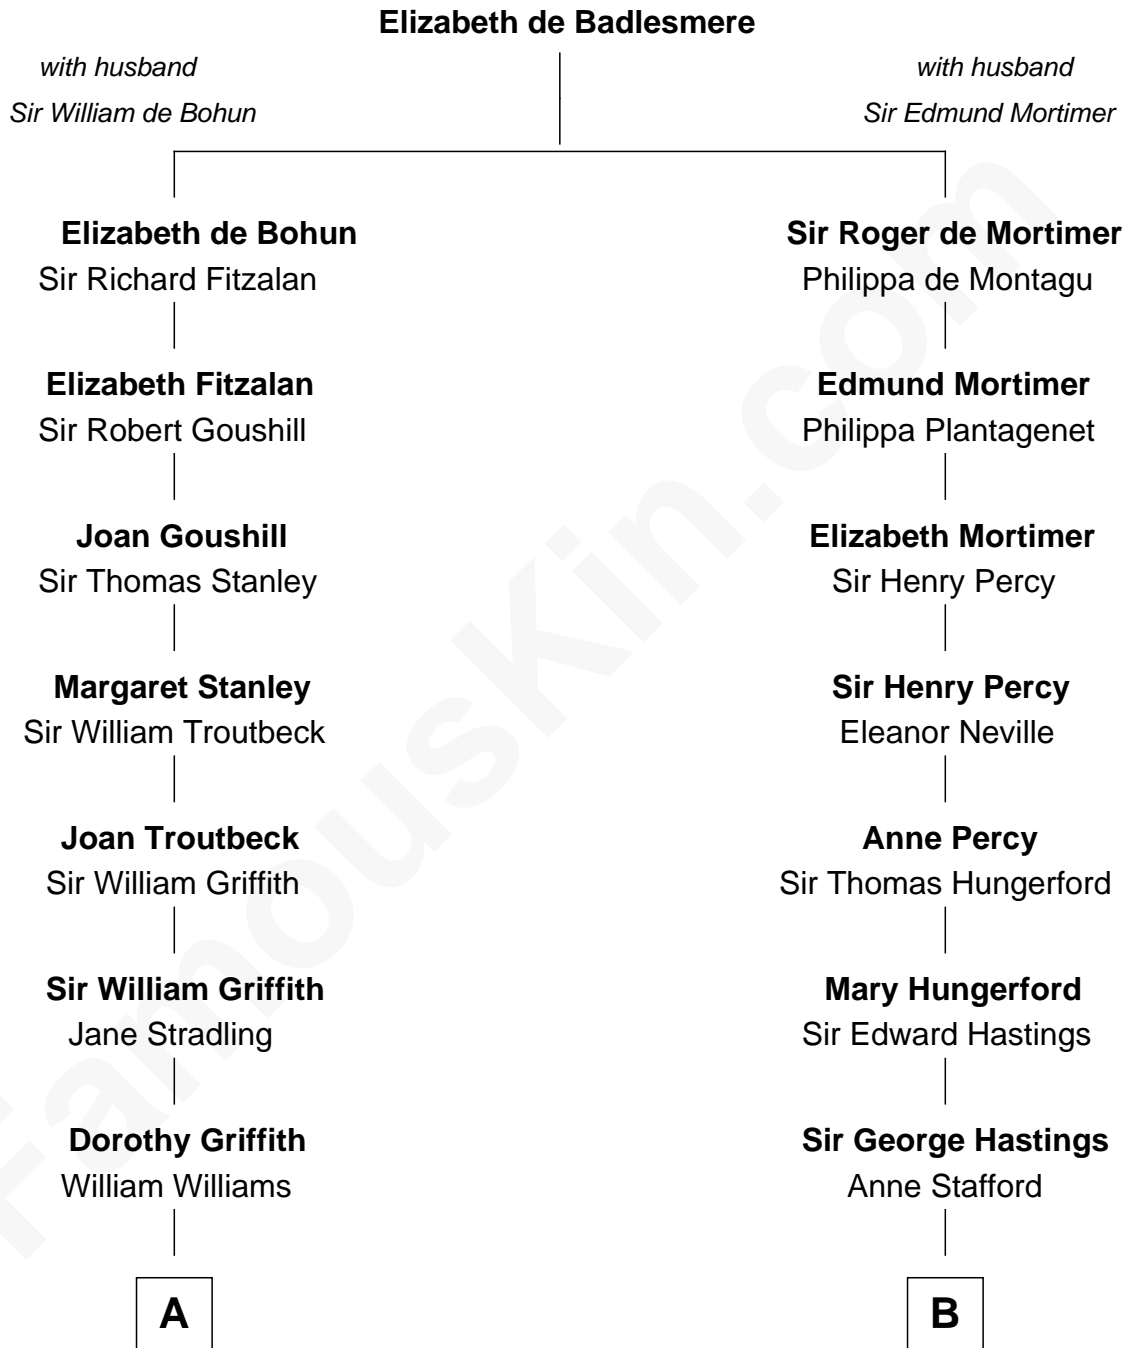 Elizabeth de Badlesmere
with husband
Sir William de Bohun
with husband
Sir Edmund Mortimer
Elizabeth de Bohun
Sir Richard Fitzalan
Sir Roger de Mortimer
Philippa de Montagu
Elizabeth Fitzalan
Sir Robert Goushill
Edmund Mortimer
Philippa Plantagenet
Joan Goushill
Sir Thomas Stanley
Elizabeth Mortimer
Sir Henry Percy
Margaret Stanley
Sir William Troutbeck
Sir Henry Percy
Eleanor Neville
Joan Troutbeck
Sir William Griffith
Anne Percy
Sir Thomas Hungerford
Sir William Griffith
Jane Stradling
Mary Hungerford
Sir Edward Hastings
Dorothy Griffith
William Williams
Sir George Hastings
Anne Stafford
A
B
FamousKin.com